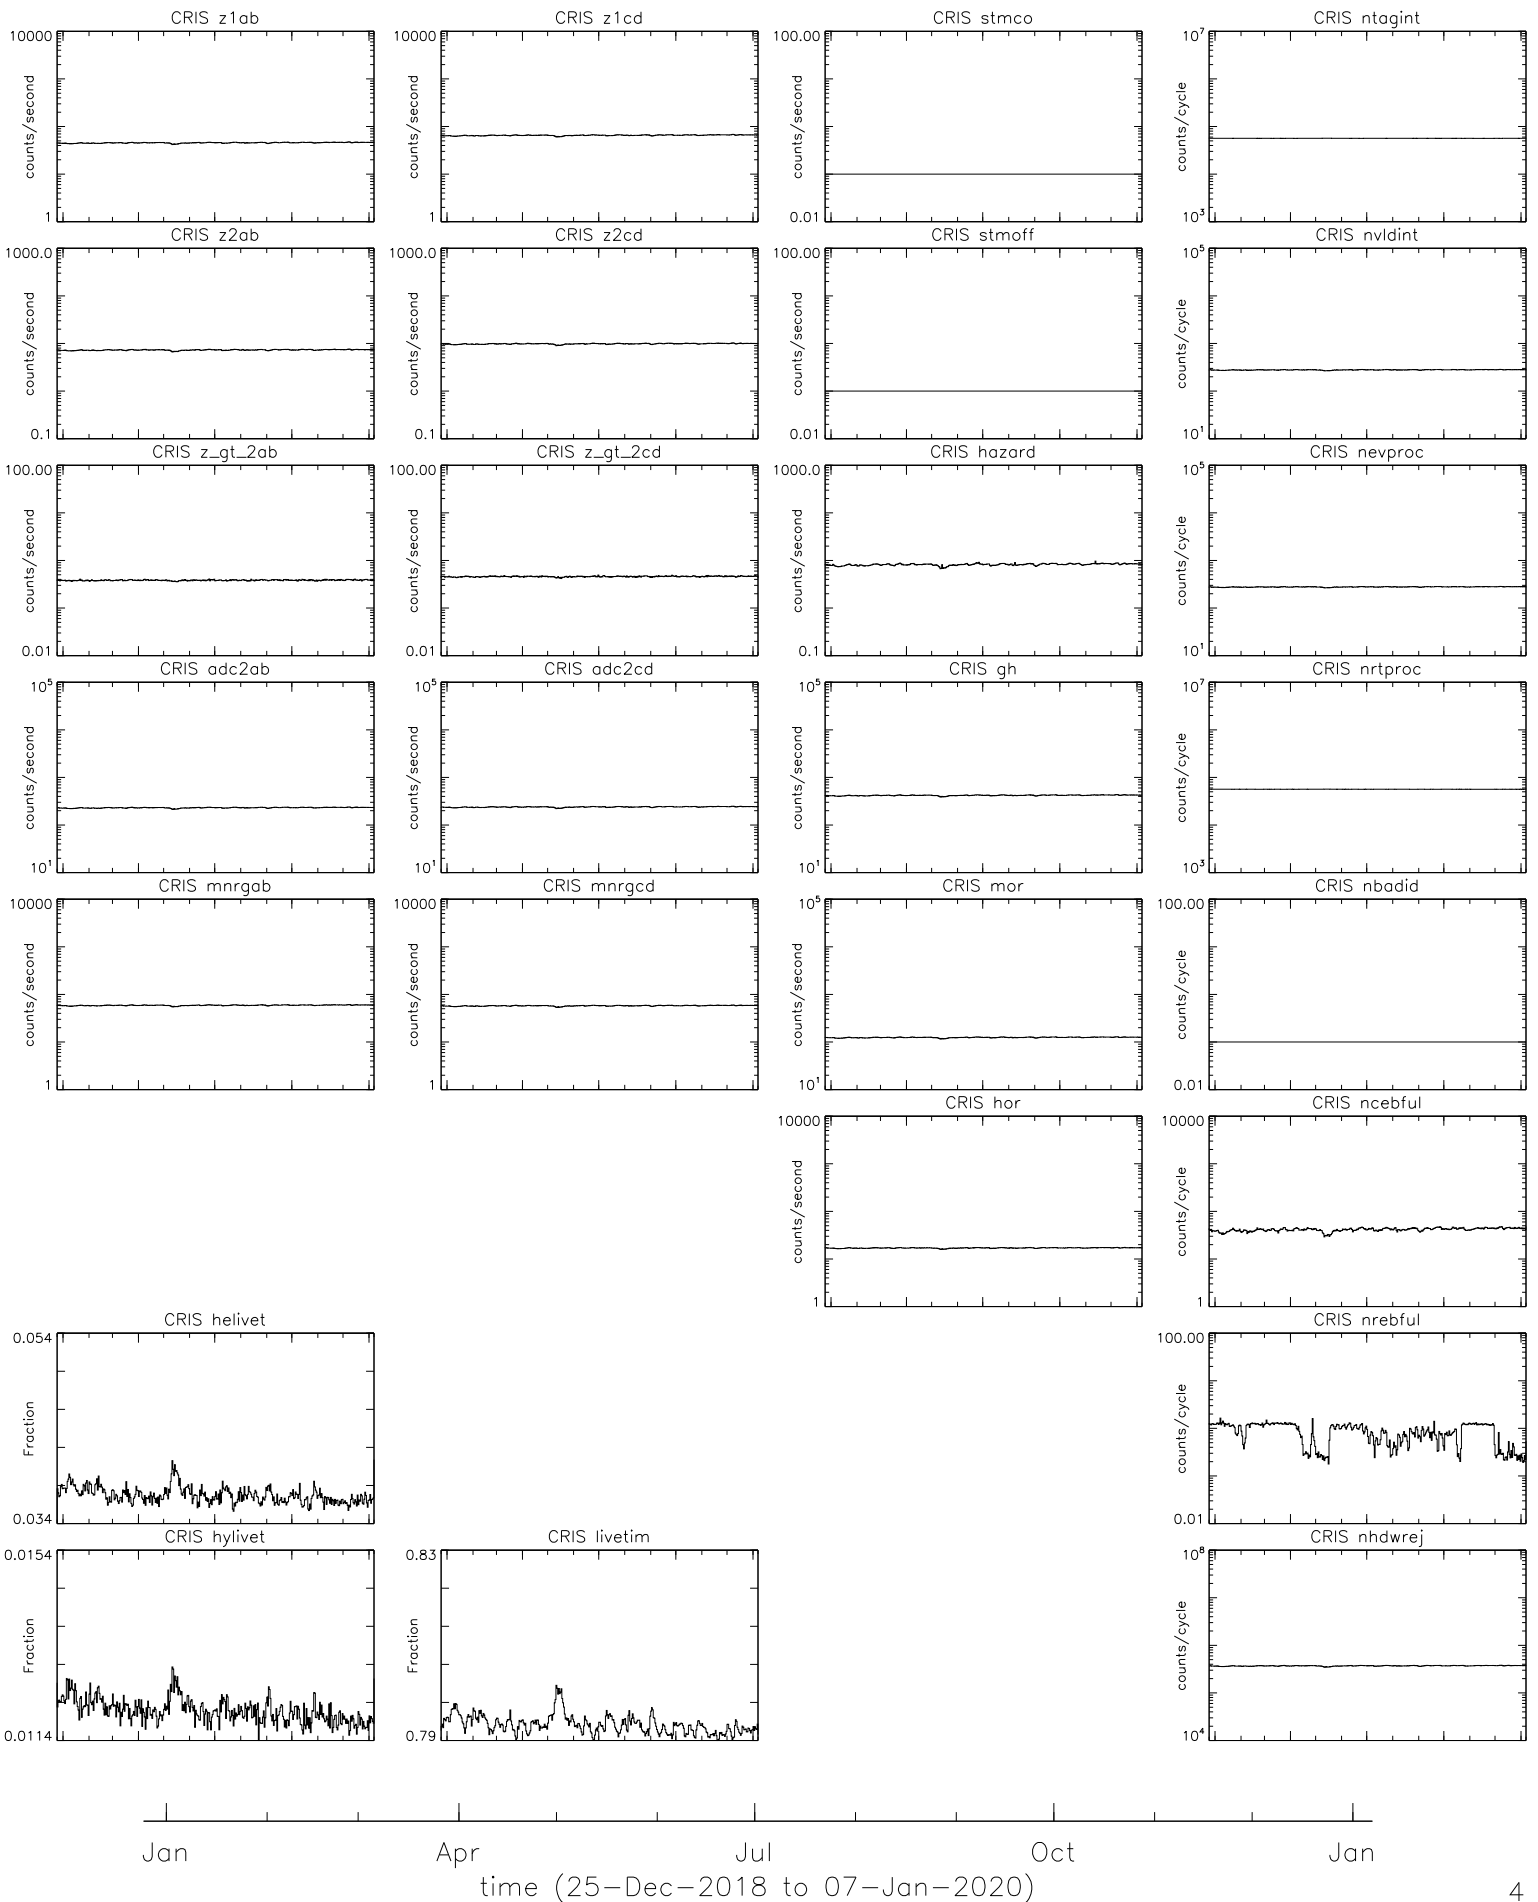 CRIS z1ab
CRIS z1cd
CRIS stmco
CRIS ntagint
10000
counts/second
1
10000
counts/second
1
100.00
counts/second
0.01
10⁷
counts/cycle
10³
CRIS z2ab
CRIS z2cd
CRIS stmoff
CRIS nvldint
1000.0
counts/second
0.1
1000.0
counts/second
0.1
100.00
counts/second
0.01
10⁵
counts/cycle
10¹
CRIS z_gt_2ab
CRIS z_gt_2cd
CRIS hazard
CRIS nevproc
100.00
counts/second
0.01
100.00
counts/second
0.01
1000.0
counts/second
0.1
10⁵
counts/cycle
10¹
CRIS adc2ab
CRIS adc2cd
CRIS gh
CRIS nrtproc
10⁵
counts/second
10¹
10⁵
counts/second
10¹
10⁵
counts/second
10¹
10⁷
counts/cycle
10³
CRIS mnrgab
CRIS mnrgcd
CRIS mor
CRIS nbadid
10000
counts/second
1
10000
counts/second
1
10⁵
counts/second
10¹
100.00
counts/cycle
0.01
CRIS hor
CRIS ncebful
10000
counts/second
1
10000
counts/cycle
1
CRIS helivet
CRIS nrebful
0.054
Fraction
0.034
100.00
counts/cycle
0.01
CRIS hylivet
CRIS livetim
CRIS nhdwrej
0.0154
Fraction
0.0114
0.83
Fraction
0.79
10⁸
counts/cycle
10⁴
Jan
Apr
Jul
Oct
Jan
time (25-Dec-2018 to 07-Jan-2020)
4